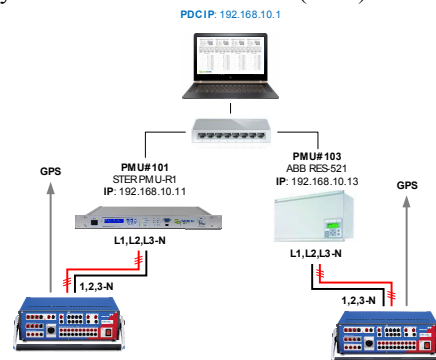 PDC IP: 192.168.10.1
PMU#101
STER PMU-R1
IP: 192.168.10.11
PMU#103
ABB RES-521
IP: 192.168.10.13
GPS
GPS
L1,L2,L3-N
L1,L2,L3-N
1,2,3-N
1,2,3-N